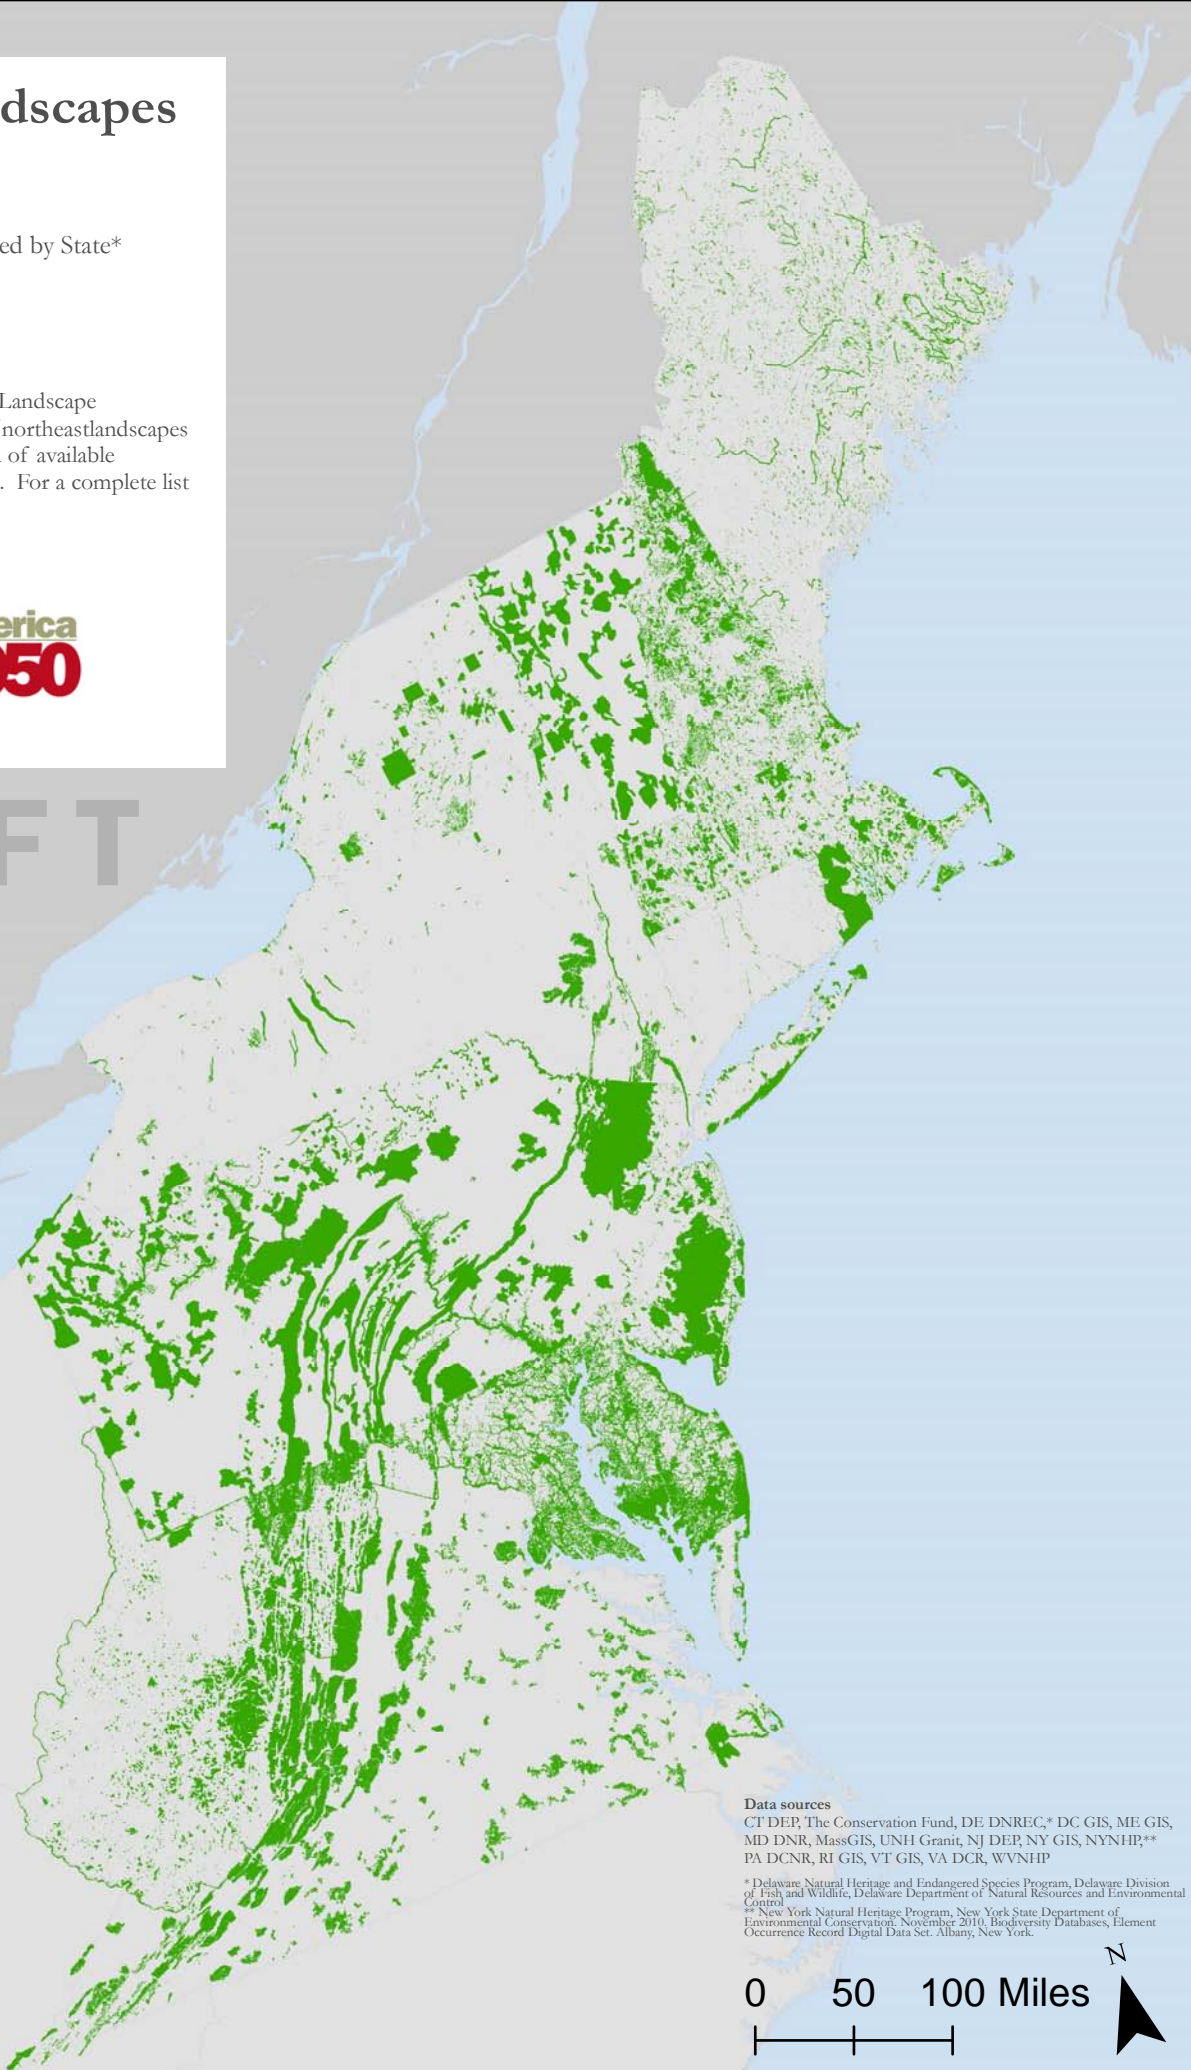 dscapes
ed by State*
Landscape
northeastlandscapes
of available
. For a complete list
erica
050
F T
Data sources
CT DEP, The Conservation Fund, DE DNREC,* DC GIS, ME GIS,
MD DNR, MassGIS, UNH Granit, NJ DEP, NY GIS, NYNHP,**
PA DCNR, RI GIS, VT GIS, VA DCR, WVNHP
* Delaware Natural Heritage and Endangered Species Program, Delaware Division
of Fish and Wildlife, Delaware Department of Natural Resources and Environmental
Control
** New York Natural Heritage Program, New York State Department of
Environmental Conservation. November 2010. Biodiversity Databases, Element
Occurrence Record Digital Data Set. Albany, New York.
N
0 50 100 Miles